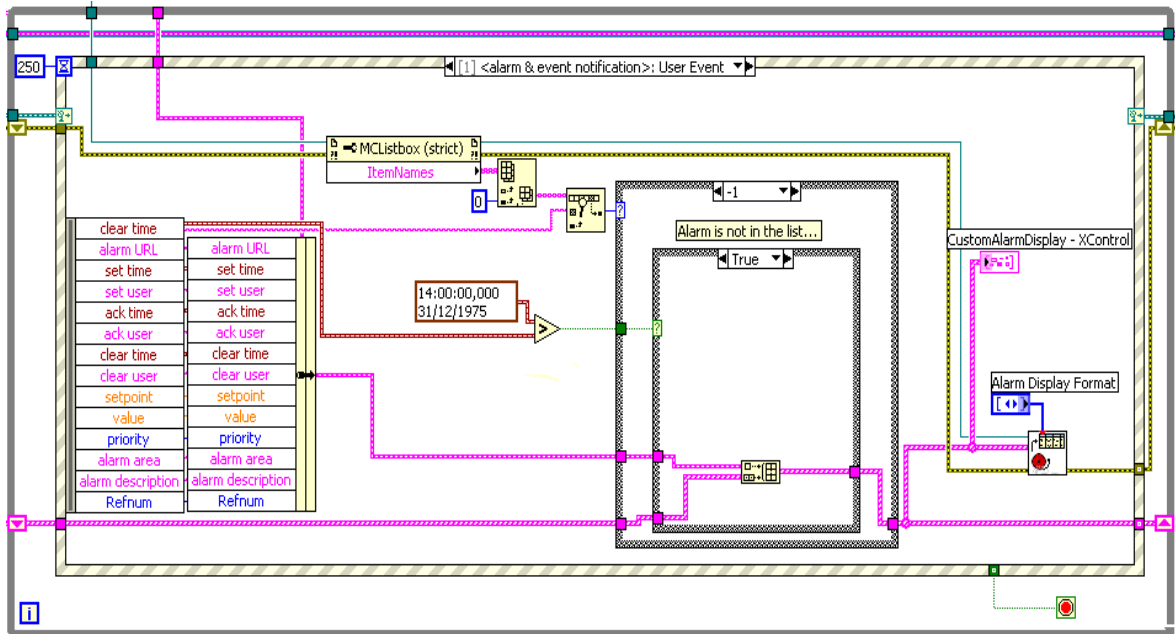 250
[1] <alarm & event notification>: User Event
MCListbox (strict)
ItemNames
0
-1
Alarm is not in the list...
True
CustomAlarmDisplay - XControl
clear time
alarm URL
set time
set user
ack time
ack user
clear time
clear user
setpoint
value
priority
alarm area
alarm description
Refnum
alarm URL
set time
set user
ack time
ack user
clear time
clear user
setpoint
value
priority
alarm area
alarm description
Refnum
14:00:00,000
31/12/1975
>
?
?
Alarm Display Format
i